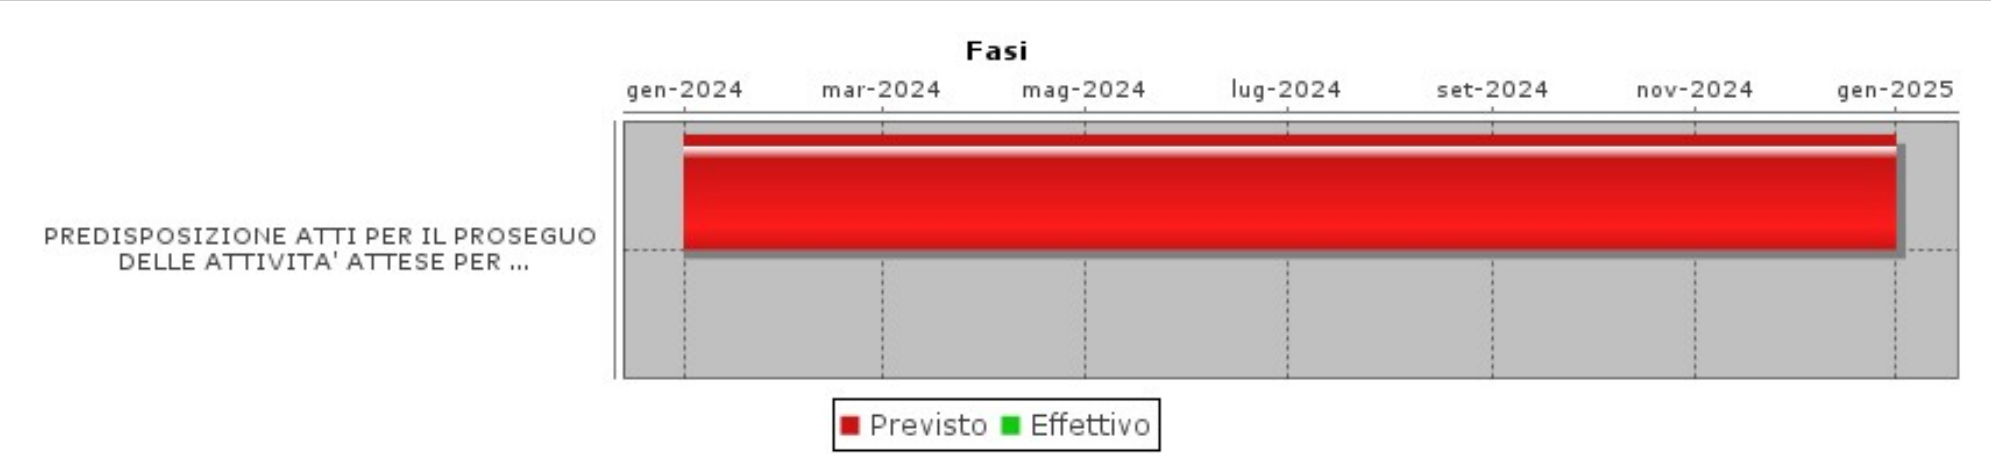 Fasi
gen-2024 mar-2024 mag-2024 lug-2024 set-2024 nov-2024 gen-2025
PREDISPOSIZIONE ATTI PER IL PROSEGUO
DELLE ATTIVITA' ATTESE PER ...
Previsto Effettivo